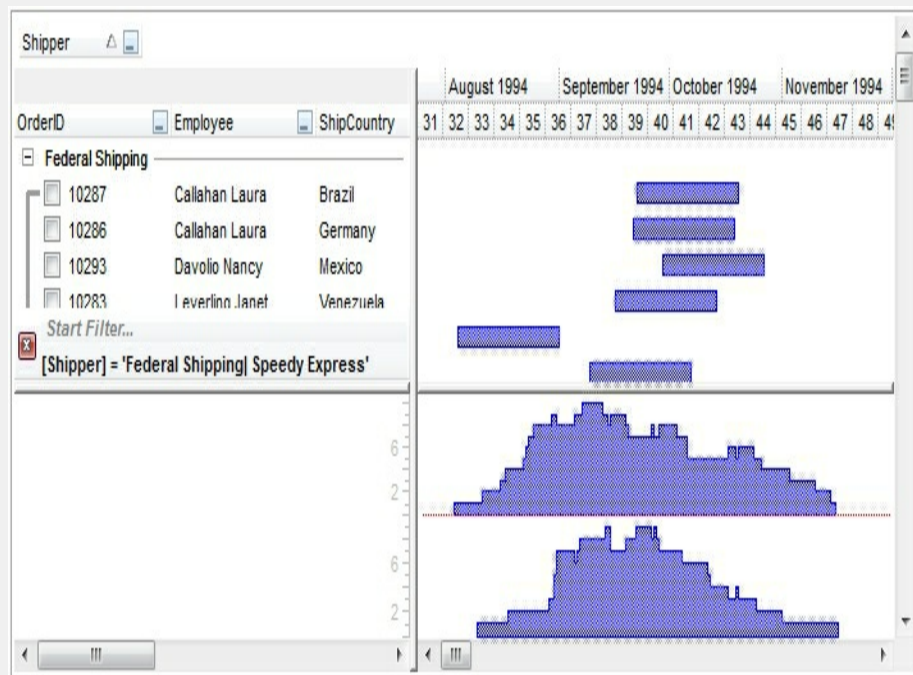 Shipper
August 1994 September 1994 October 1994 November 1994
OrderID Employee ShipCountry 31 32 33 34 35 36 37 38 39 40 41 42 43 44 45 46 47 48
Federal Shipping
10287 Callahan Laura Brazil
10286 Callahan Laura Germany
10293 Davolio Nancy Mexico
10283 Leverling Janet Venezuela
Start Filter...
[Shipper] = 'Federal Shipping| Speedy Express'
6
2
6
2